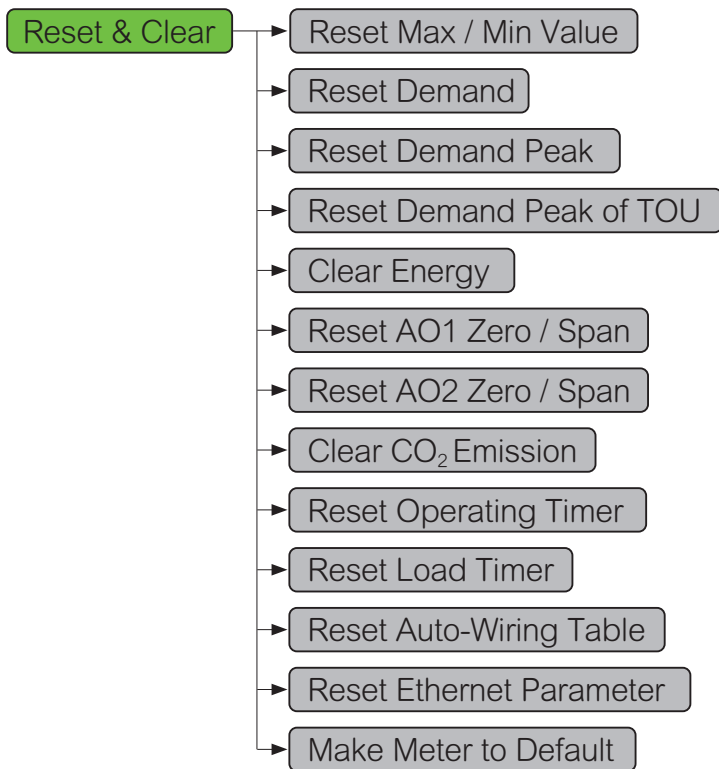 Reset & Clear
Reset Max / Min Value
Reset Demand
Reset Demand Peak
Reset Demand Peak of TOU
Clear Energy
Reset AO1 Zero / Span
Reset AO2 Zero / Span
Clear CO₂ Emission
Reset Operating Timer
Reset Load Timer
Reset Auto-Wiring Table
Reset Ethernet Parameter
Make Meter to Default